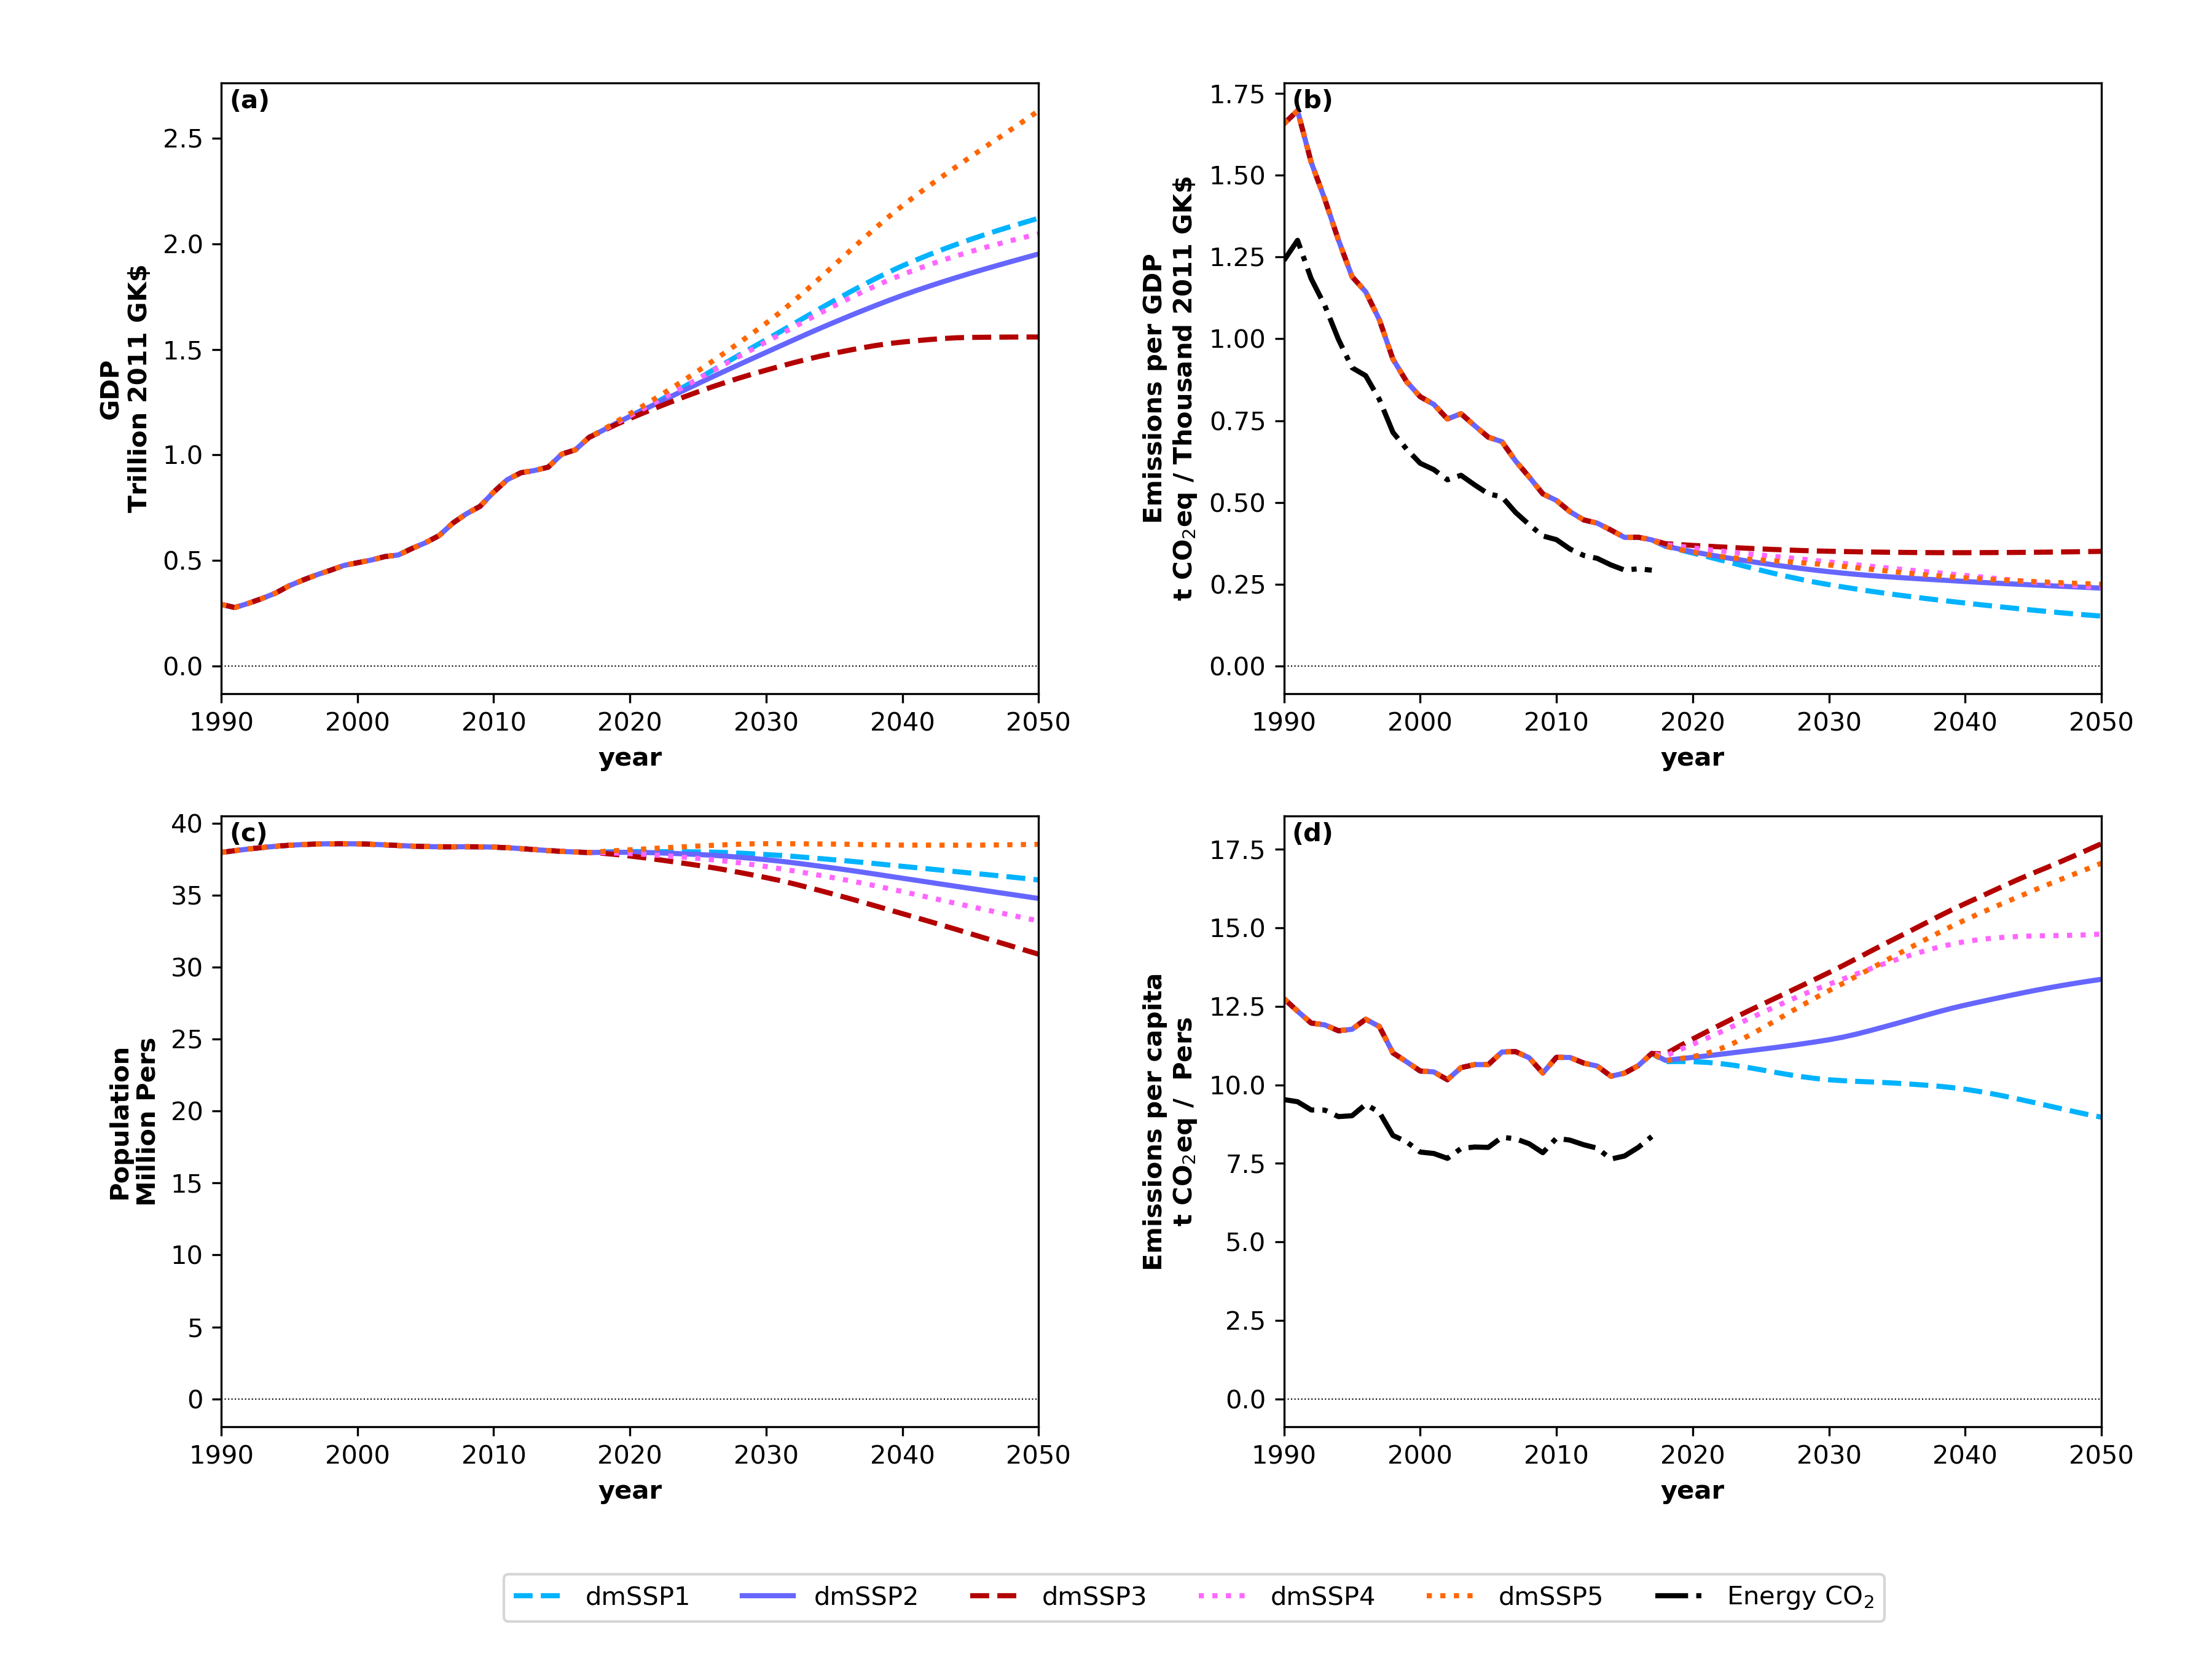 (a)
GDP
Trillion 2011 GK$
2.5
2.0
1.5
1.0
0.5
0.0
1990 2000 2010 2020 2030 2040 2050
year
(b)
Emissions per GDP
t CO₂eq / Thousand 2011 GK$
1.75
1.50
1.25
1.00
0.75
0.50
0.25
0.00
1990 2000 2010 2020 2030 2040 2050
year
(c)
Population
Million Pers
40
35
30
25
20
15
10
5
0
1990 2000 2010 2020 2030 2040 2050
year
(d)
Emissions per capita
t CO₂eq / Pers
17.5
15.0
12.5
10.0
7.5
5.0
2.5
0.0
1990 2000 2010 2020 2030 2040 2050
year
dmSSP1 dmSSP2 dmSSP3 dmSSP4 dmSSP5 Energy CO₂